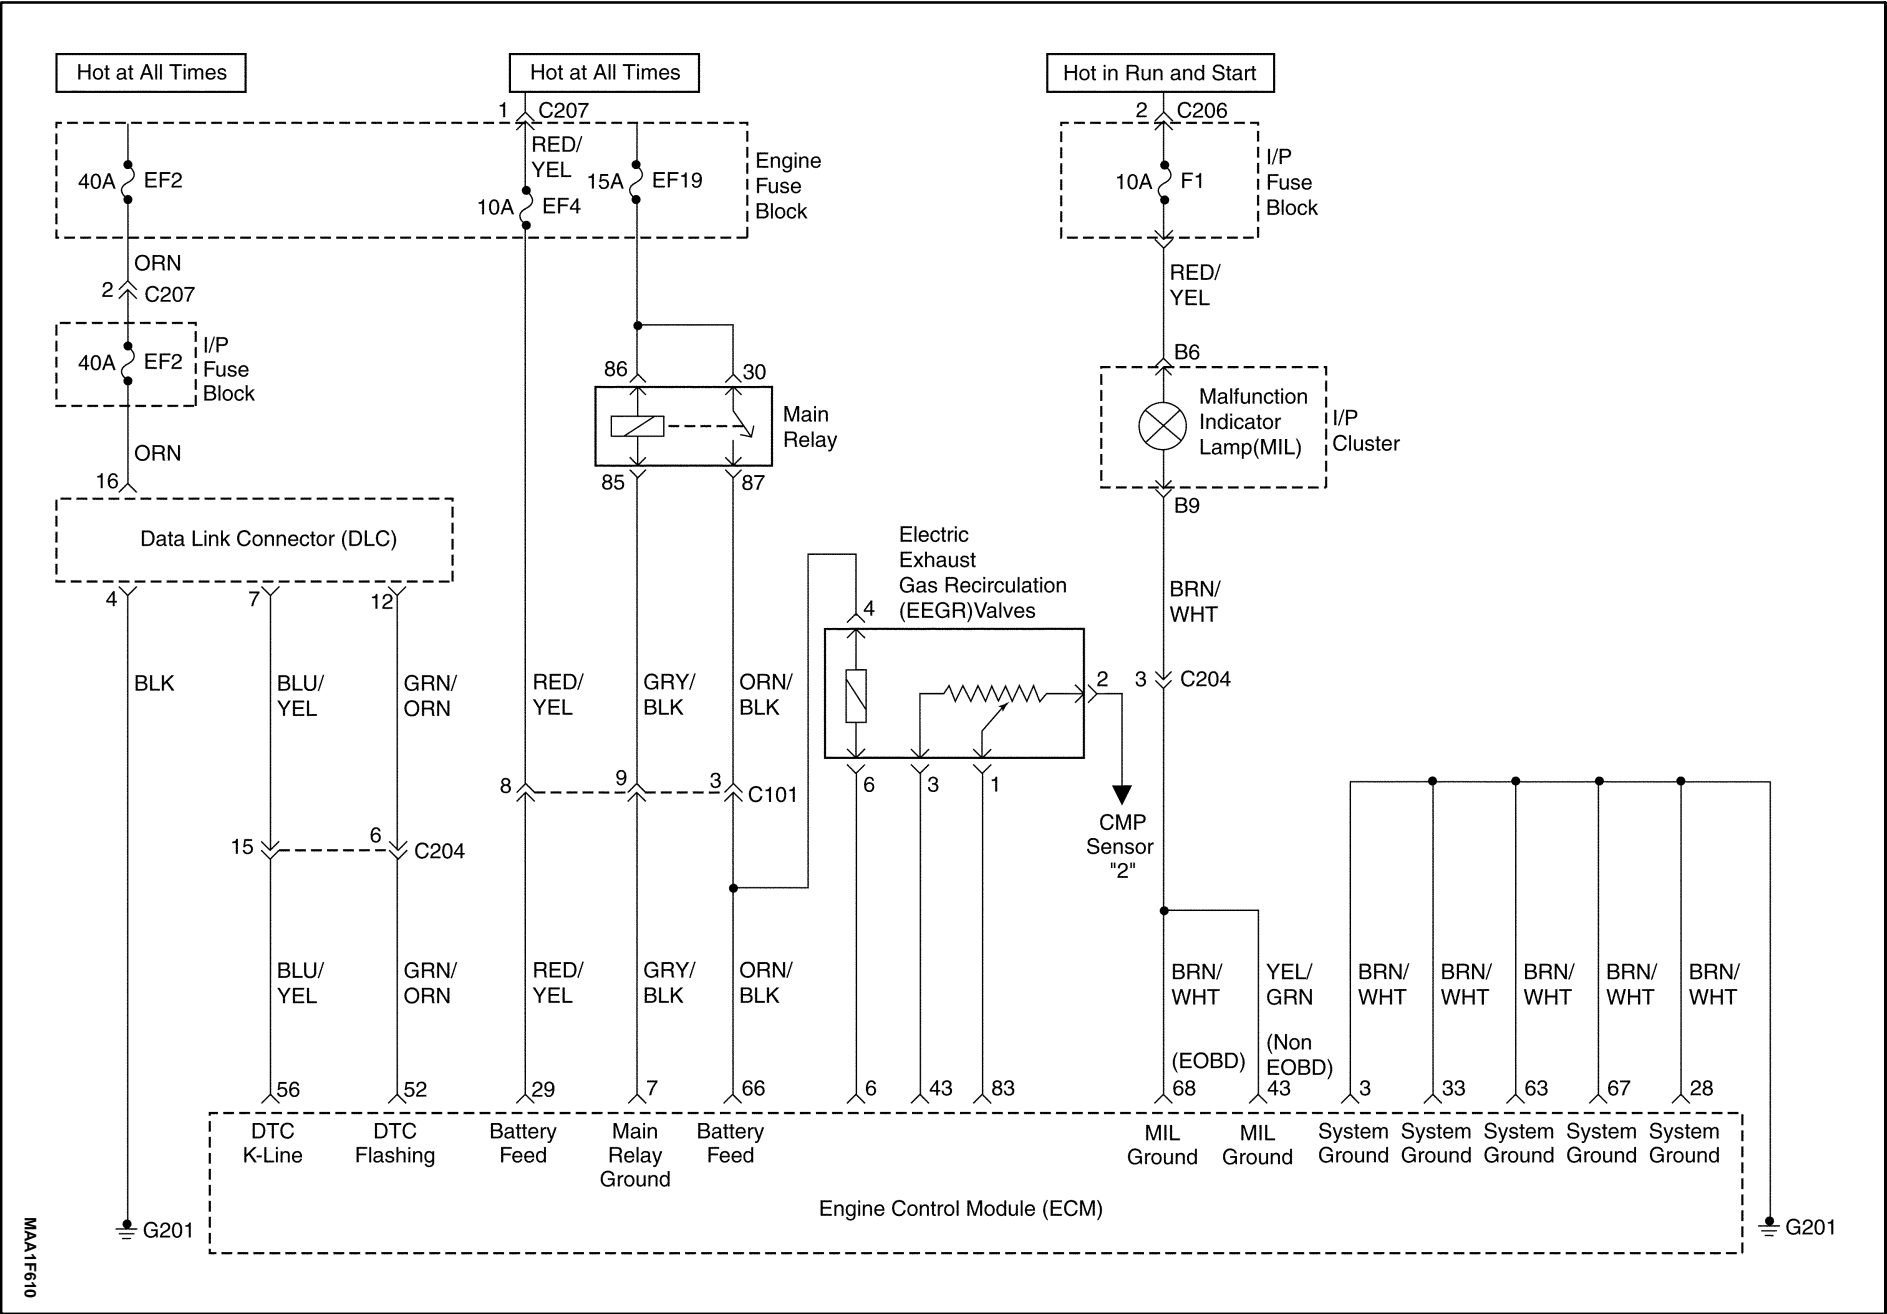 Hot at All Times
Hot at All Times
Hot in Run and Start
1 C207
2 C206
RED/
YEL
40A EF2
10A EF4
15A EF19
Engine
Fuse
Block
10A F1
I/P
Fuse
Block
ORN
2 C207
RED/
YEL
40A EF2
I/P
Fuse
Block
ORN
16
86
30
Main
Relay
85
87
B6
Malfunction
Indicator
Lamp(MIL)
I/P
Cluster
B9
Data Link Connector (DLC)
4
7
12
Electric
Exhaust
Gas Recirculation
(EEGR)Valves
4
2
6
3
1
BRN/
WHT
3 C204
CMP
Sensor
"2"
BLK
BLU/
YEL
GRN/
ORN
RED/
YEL
GRY/
BLK
ORN/
BLK
8
9
3 C101
15
6 C204
BLU/
YEL
GRN/
ORN
RED/
YEL
GRY/
BLK
ORN/
BLK
BRN/
WHT
YEL/
GRN
BRN/
WHT
BRN/
WHT
BRN/
WHT
BRN/
WHT
BRN/
WHT
(EOBD)
(Non
EOBD)
56
52
29
7
66
6
43
83
68
43
3
33
63
67
28
DTC
K-Line
DTC
Flashing
Battery
Feed
Main
Relay
Ground
Battery
Feed
MIL
Ground
MIL
Ground
System
Ground
System
Ground
System
Ground
System
Ground
System
Ground
Engine Control Module (ECM)
G201
G201
MAA1F610